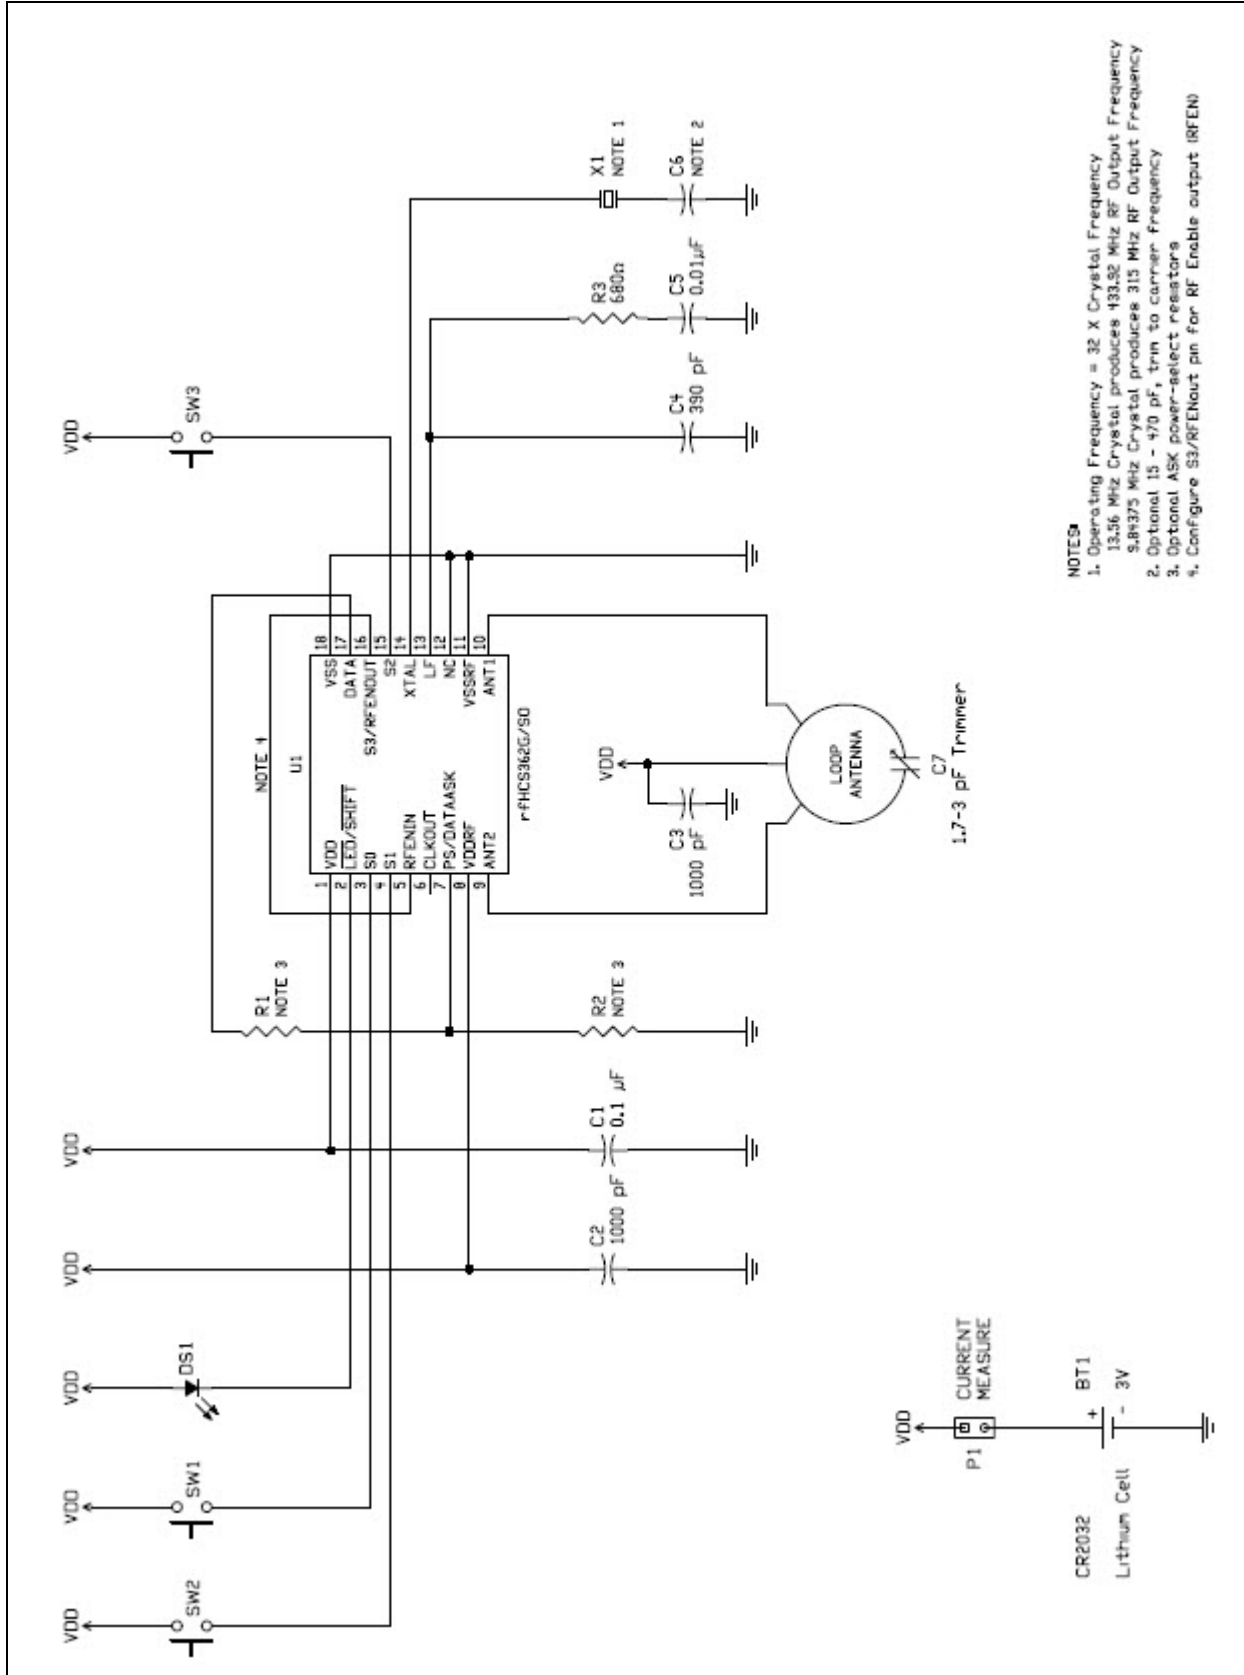 VDD
SW2
VDD
SW1
VDD
DS1
VDD
VDD
VDD
SW3
C2
1000 pF
C1
0.1 µF
R1
NOTE 3
R2
NOTE 3
NOTE 4
U1
1 VDD
2 LED/SHIFT
3 S0
4 S1
5 RFENIN
6 CLKOUT
7 PS/DATAASK
8 VDDRF
9 ANT2
VSS 18
DATA 17
S3/RFENOUT 16
S2 15
XTAL 14
LF 13
NC 12
VSSRF 11
ANT1 10
rfHCS362G/SO
C4
390 pF
R3
680Ω
C5
0.01µF
X1
NOTE 1
C6
NOTE 2
VDD
C3
1000 pF
LOOP
ANTENNA
C7
1.7-3 pF Trimmer
VDD
P1
CURRENT
MEASURE
CR2032
Lithium Cell
+
BT1
-
3V
NOTES:
1. Operating Frequency = 32 X Crystal Frequency
13.56 MHz Crystal produces 433.92 MHz RF Output Frequency
9.84375 MHz Crystal produces 315 MHz RF Output Frequency
2. Optional 15 - 470 pF, trim to carrier frequency
3. Optional ASK power-select resistors
4. Configure S3/RFENout pin for RF Enable output (RFEN)